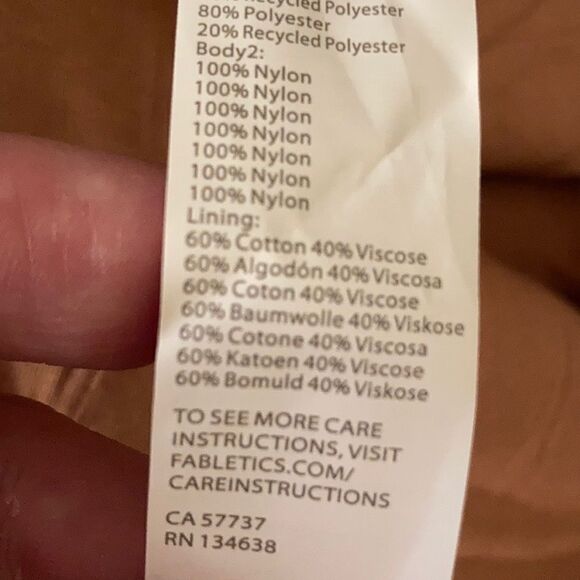 Recycled Polyester
80% Polyester
20% Recycled Polyester
Body2:
100% Nylon
100% Nylon
100% Nylon
100% Nylon
100% Nylon
100% Nylon
100% Nylon
Lining:
60% Cotton 40% Viscose
60% Algodón 40% Viscosa
60% Coton 40% Viscose
60% Baumwolle 40% Viskose
60% Cotone 40% Viscosa
60% Katoen 40% Viscose
60% Bomuld 40% Viskose
TO SEE MORE CARE
INSTRUCTIONS, VISIT
FABLETICS.COM/
CAREINSTRUCTIONS
CA 57737
RN 134638